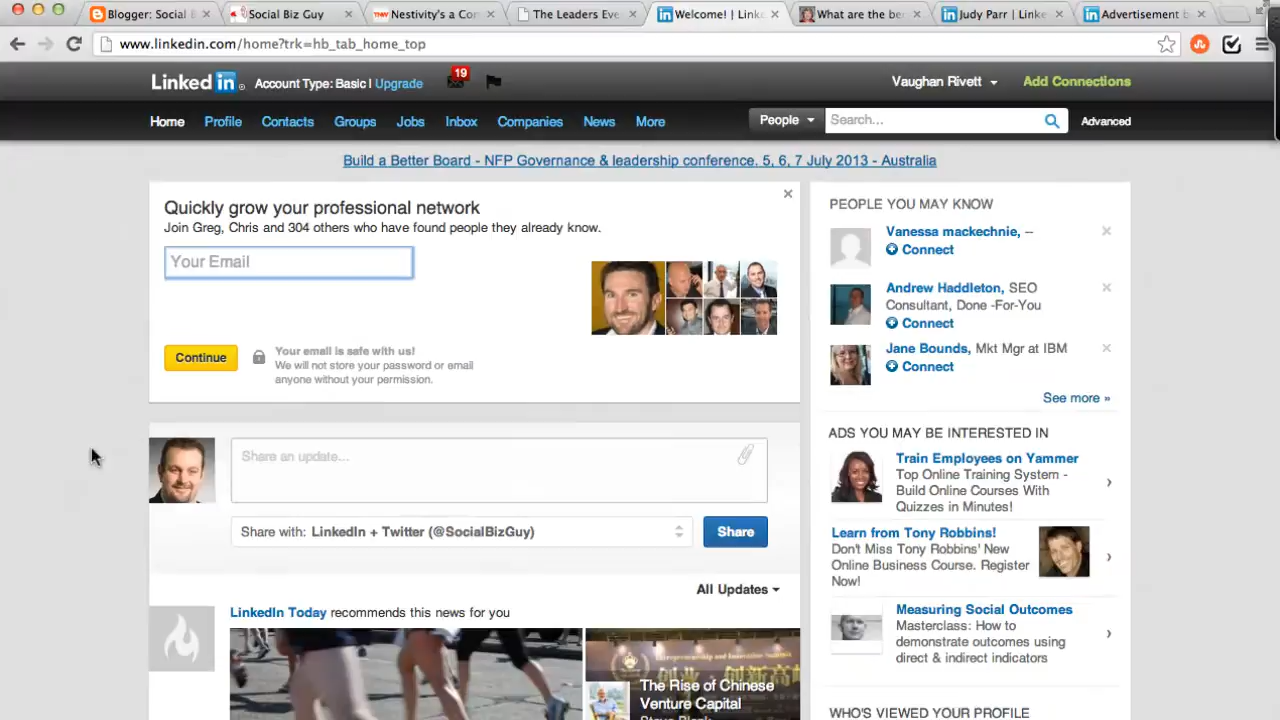 Blogger: Social B
Social Biz Guy
Nestivity's a Com
The Leaders Eve
Welcome! | Linke
What are the ben
Judy Parr | Linke
Advertisement b
www.linkedin.com/home?trk=hb_tab_home_top
Linked in Account Type: Basic | Upgrade 19 Vaughan Rivett Add Connections
Home Profile Contacts Groups Jobs Inbox Companies News More People Search... Advanced
Build a Better Board - NFP Governance & leadership conference. 5, 6, 7 July 2013 - Australia
Quickly grow your professional network
Join Greg, Chris and 304 others who have found people they already know.
Your Email
Continue
Your email is safe with us!
We will not store your password or email
anyone without your permission.
Share an update...
Share with: LinkedIn + Twitter (@SocialBizGuy)
Share
All Updates
LinkedIn Today recommends this news for you
The Rise of Chinese
Venture Capital
PEOPLE YOU MAY KNOW
Vanessa mackechnie, --
Connect
Andrew Haddleton, SEO
Consultant, Done -For-You
Connect
Jane Bounds, Mkt Mgr at IBM
Connect
See more »
ADS YOU MAY BE INTERESTED IN
Train Employees on Yammer
Top Online Training System -
Build Online Courses With
Quizzes in Minutes!
Learn from Tony Robbins!
Don't Miss Tony Robbins' New
Online Business Course. Register
Now!
Measuring Social Outcomes
Masterclass: How to
demonstrate outcomes using
direct & indirect indicators
WHO'S VIEWED YOUR PROFILE